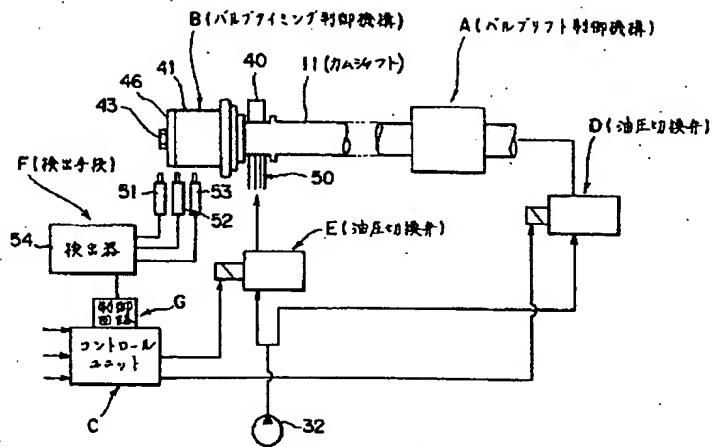 B(バルブタイミング制御機構)
A(バルブリフト制御機構)
46
41
40
11(カムシャフト)
43
D(油圧切換弁)
F(検出手段)
51
53
52
50
54
検出器
E(油圧切換弁)
制御
回路
G
コントロール
ユニット
C
32